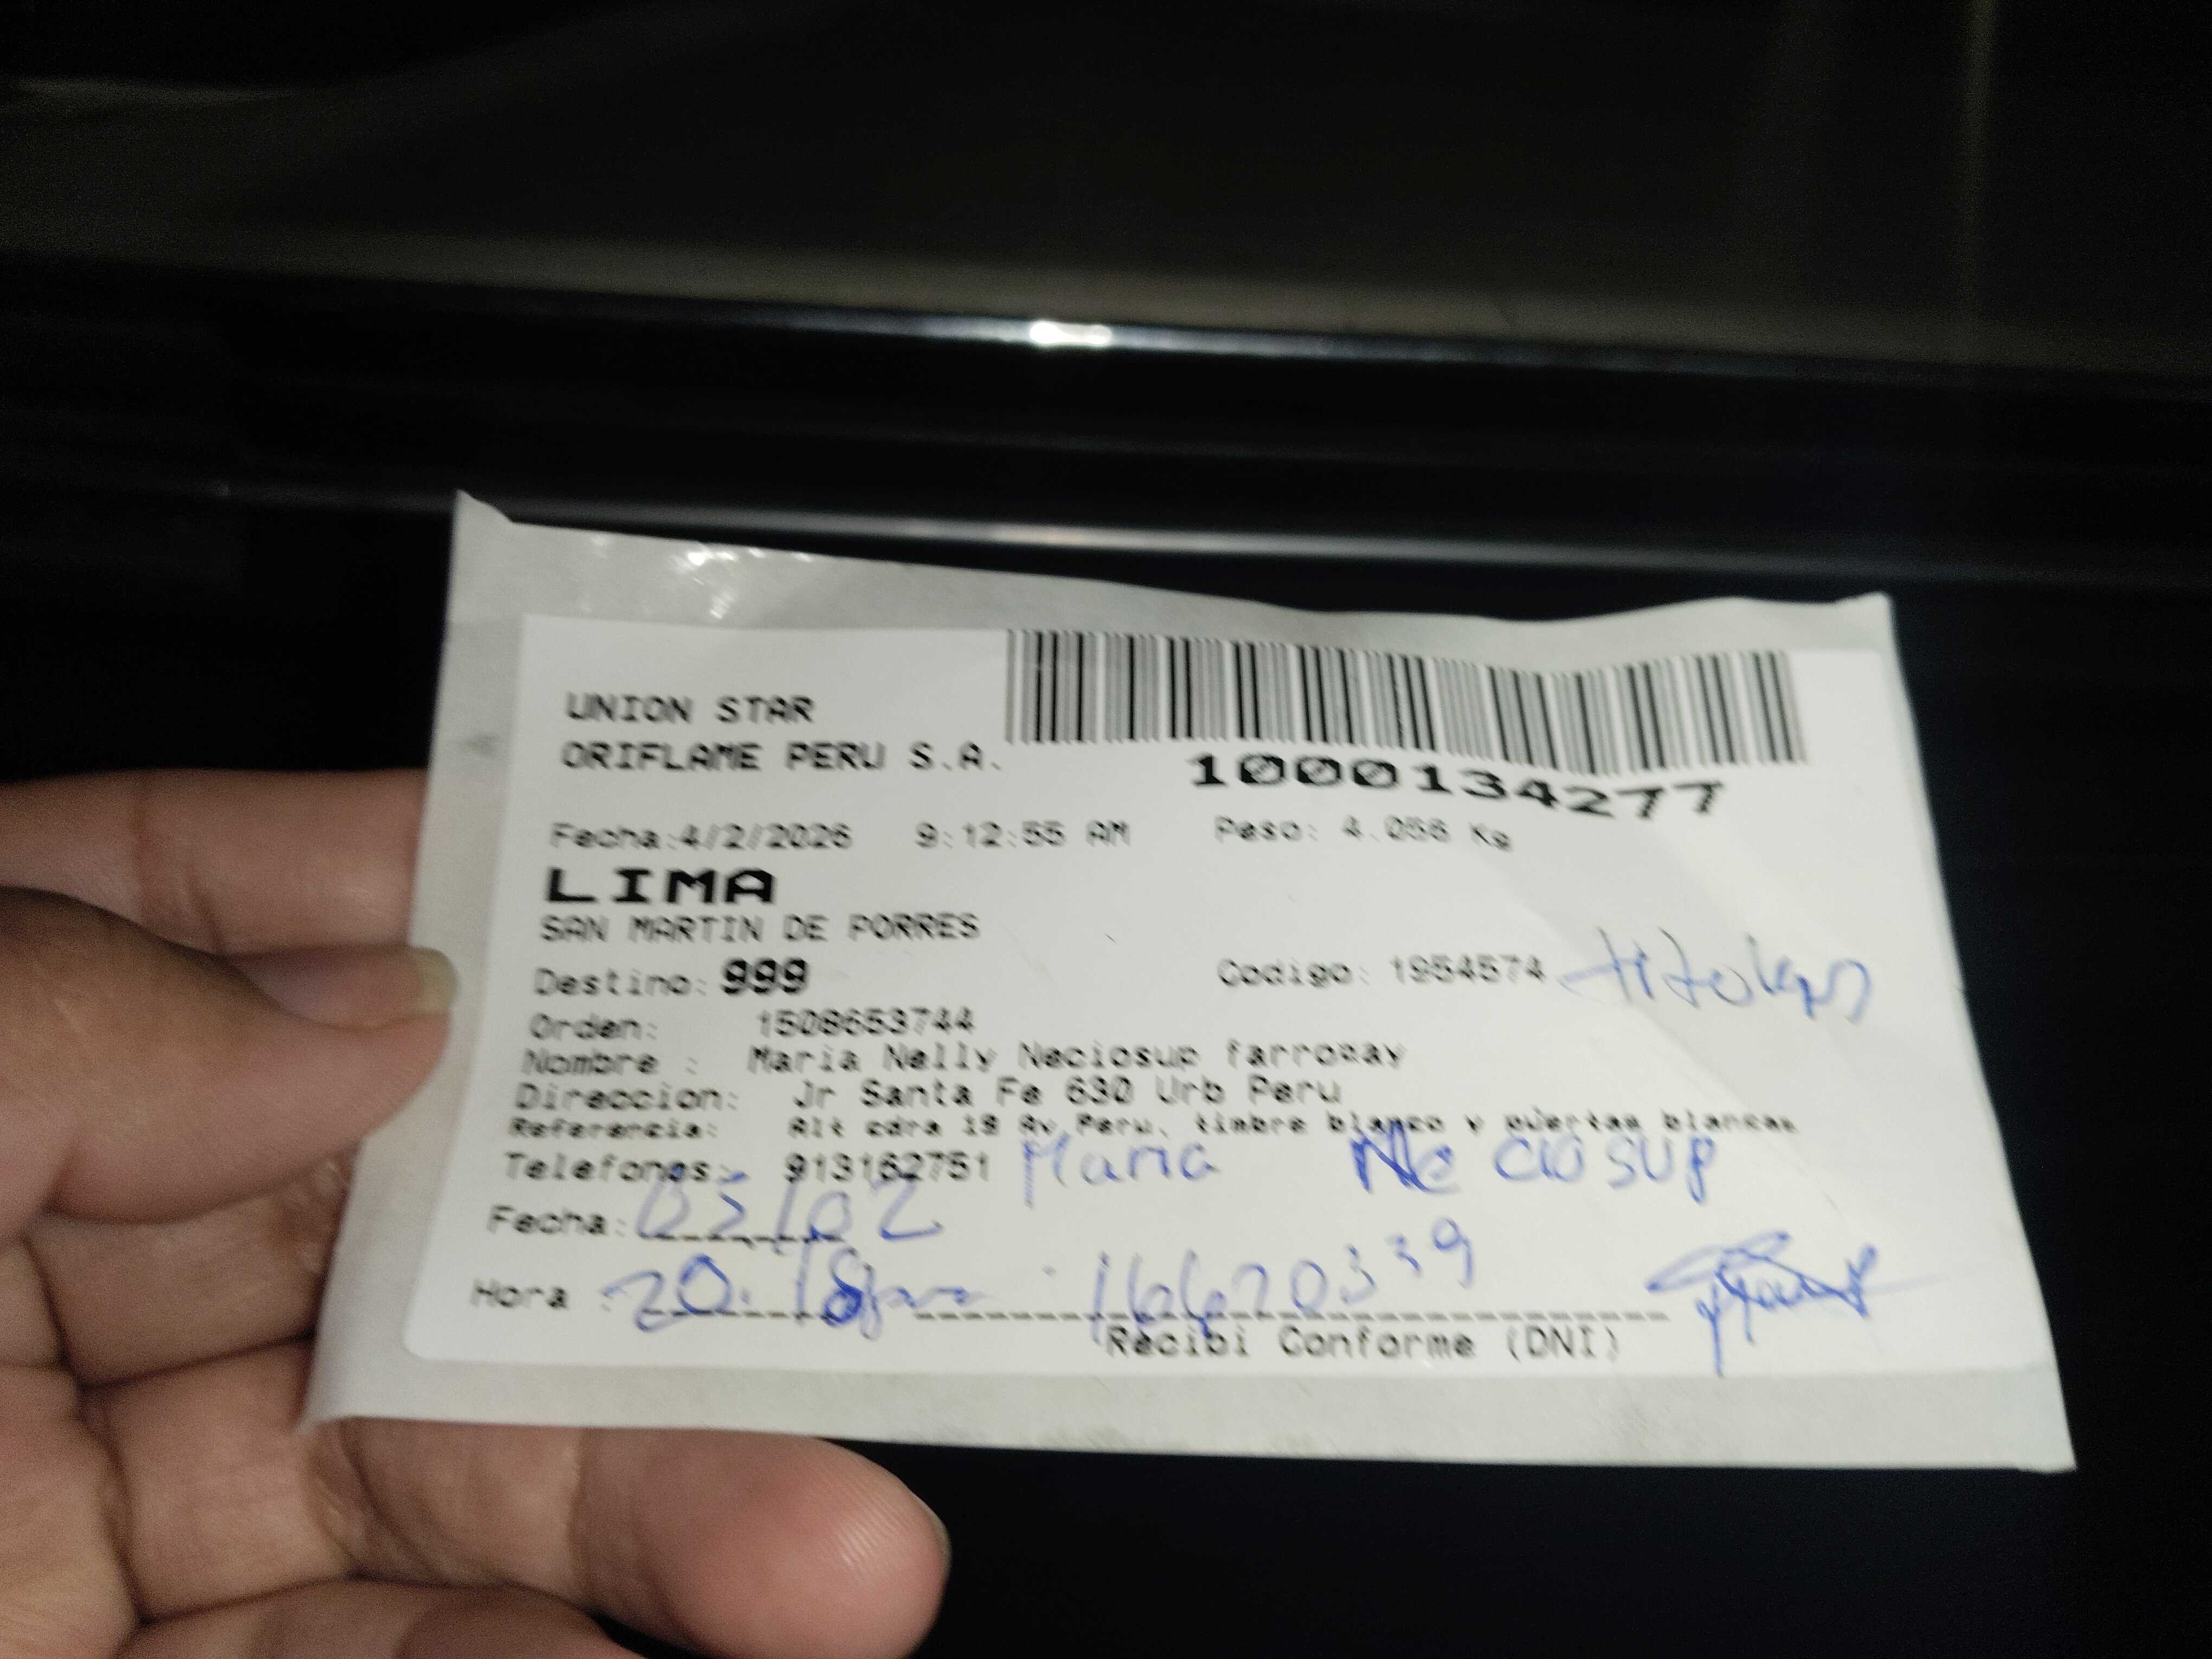 UNION STAR
ORIFLAME PERU S.A.
1000134277
Fecha:4/2/2026 9:12:55 AM Peso: 4.056 Kg
LIMA
SAN MARTIN DE PORRES
Destino: 999 Codigo: 1954574 titular
Orden: 1508653744
Nombre : Maria Nelly Neciosup farroñay
Direccion: Jr Santa Fe 630 Urb Peru
Referencia: Alt cdra 18 Av Peru, timbre blanco y puertas blancas
Telefonos: 913162751 Maria Neciosup
Fecha: 05/02
Hora : 20:18pm 16670339
Recibi Conforme (DNI)